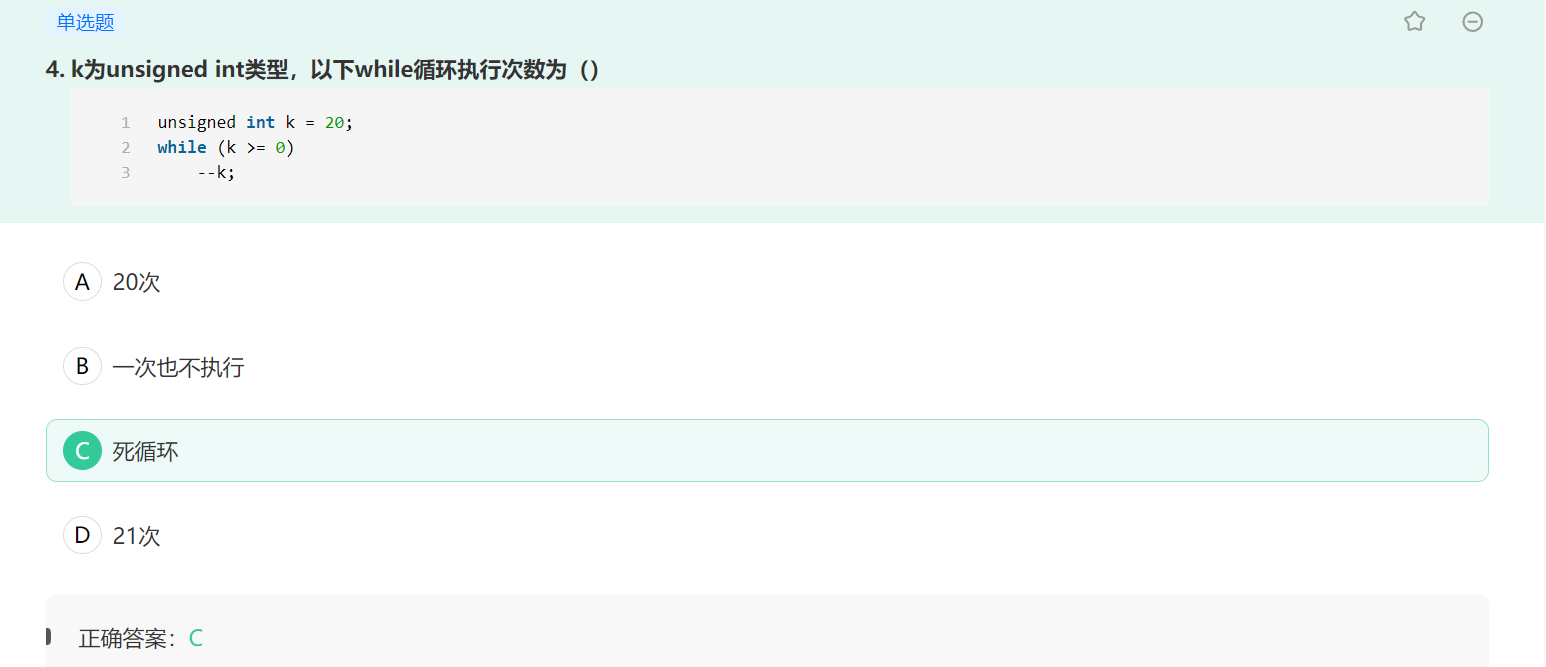 单选题
4. k为unsigned int类型，以下while循环执行次数为（）
1 unsigned int k = 20;
2 while (k >= 0)
3     --k;
A 20次
B 一次也不执行
C 死循环
D 21次
正确答案：C